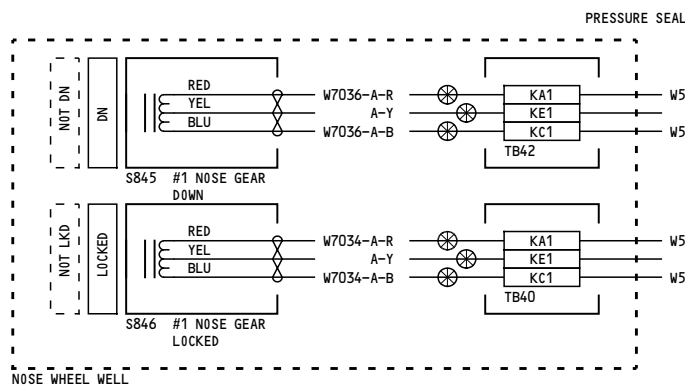 PRESSURE SEAL
NOT DN
DN
RED
YEL
BLU
W7036-A-R
A-Y
W7036-A-B
KA1
KE1
KC1
W5
W5
TB42
S845 #1 NOSE GEAR
DOWN
NOT LKD
LOCKED
RED
YEL
BLU
W7034-A-R
A-Y
W7034-A-B
KA1
KE1
KC1
W5
W5
TB40
S846 #1 NOSE GEAR
LOCKED
NOSE WHEEL WELL